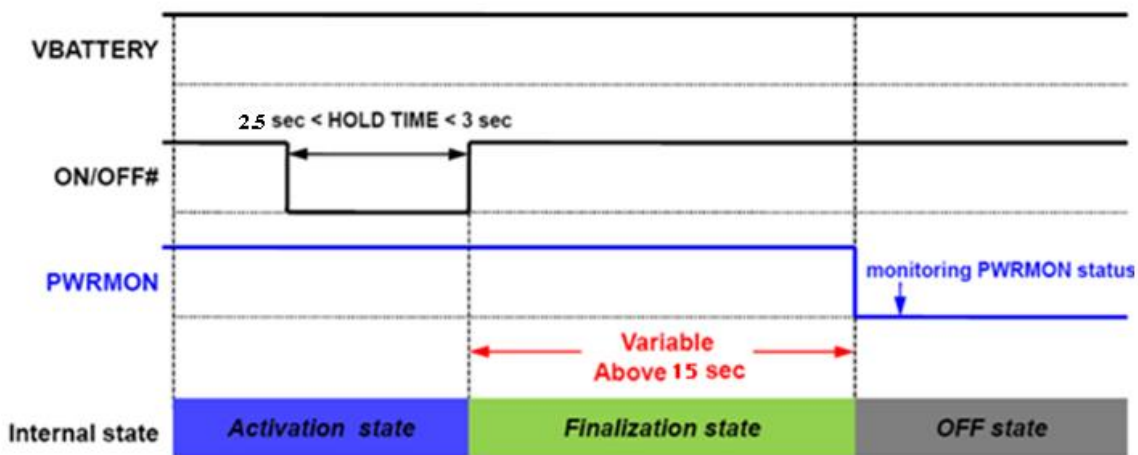 VBATTERY
2.5 sec < HOLD TIME < 3 sec
ON/OFF#
PWRMON
monitoring PWRMON status
Variable
Above 15 sec
Internal state
Activation state
Finalization state
OFF state